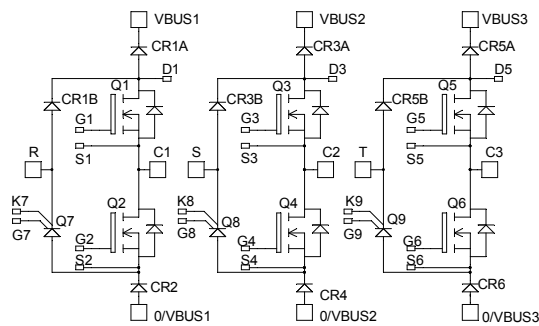 VBUS1 VBUS2 VBUS3
CR1A CR3A CR5A
D1 D3 D5
Q1 Q3 Q5
CR1B CR3B CR5B
G1 G3 G5
S1 S3 S5
R C1 S C2 T C3
K7 K8 K9
Q2 Q4 Q6
Q7 Q8 Q9
G7 G2 G8 G4 G9 G6
S2 S4 S6
CR2 CR4 CR6
0/VBUS1 0/VBUS2 0/VBUS3